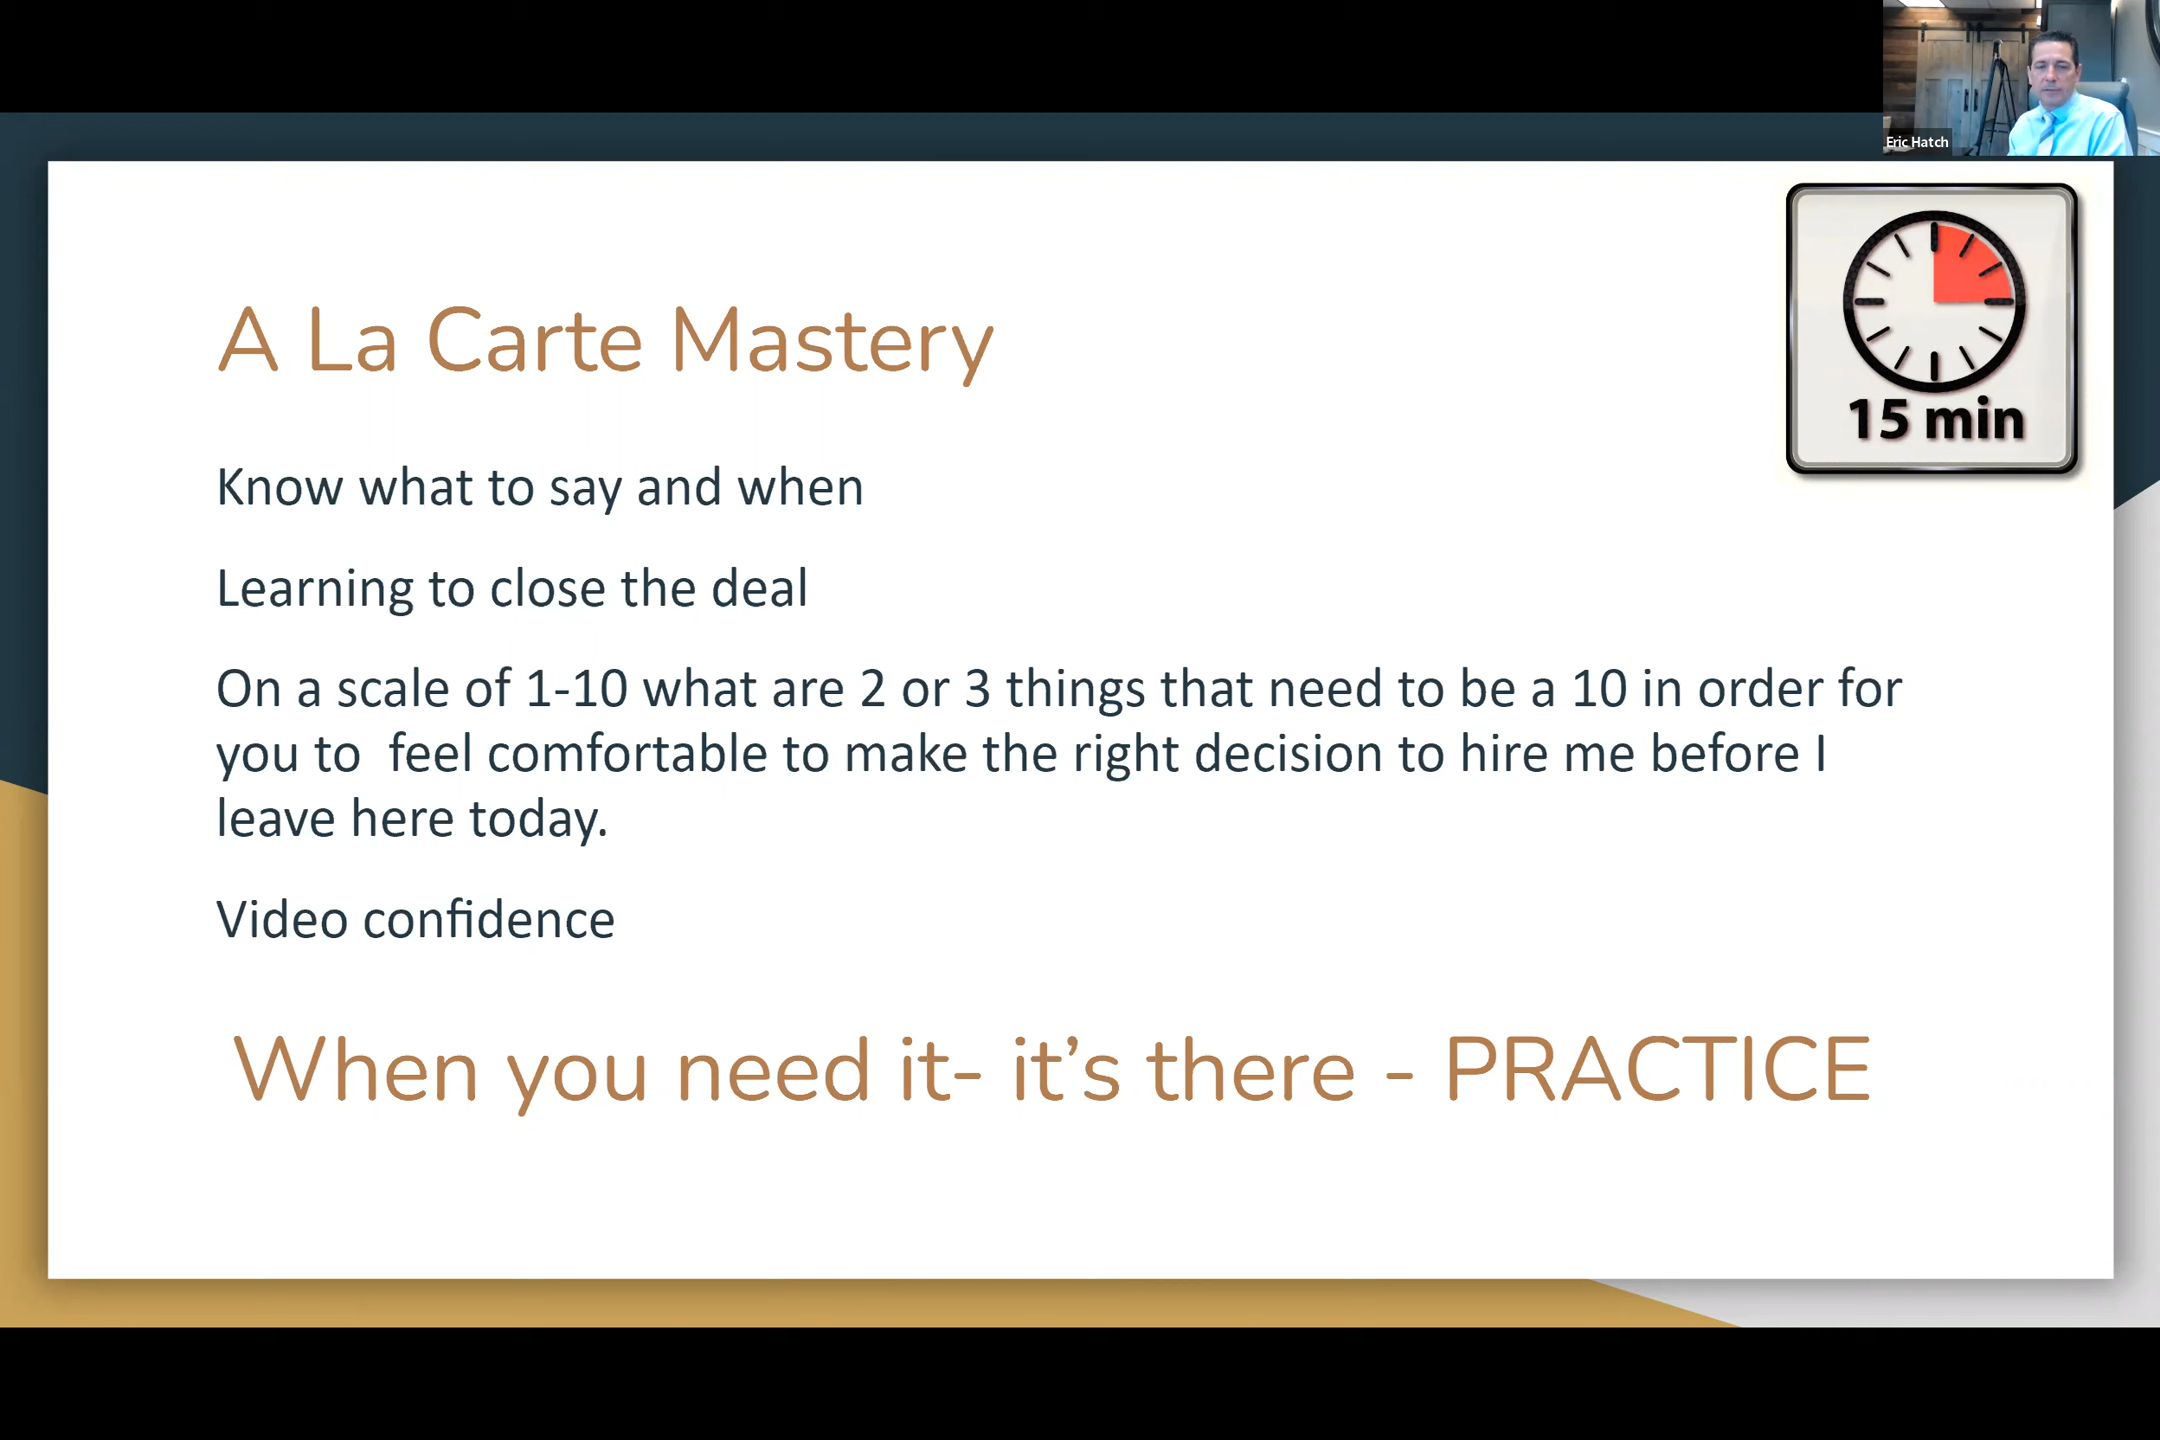 Eric Hatch
15 min
A La Carte Mastery
Know what to say and when
Learning to close the deal
On a scale of 1-10 what are 2 or 3 things that need to be a 10 in order for
you to  feel comfortable to make the right decision to hire me before I
leave here today.
Video confidence
When you need it- it’s there - PRACTICE